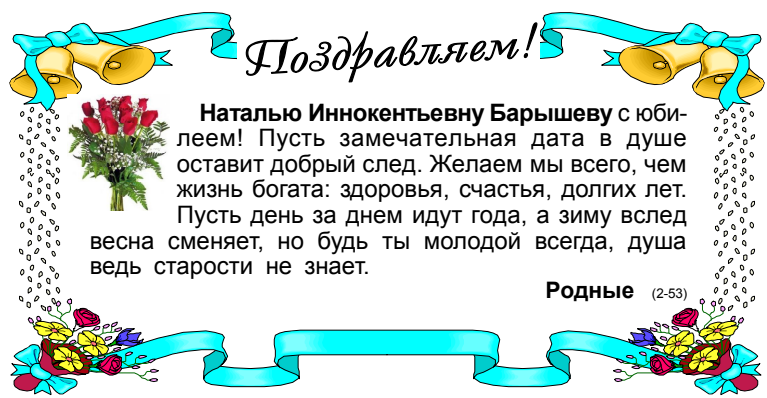 Поздравляем!
Наталью Иннокентьевну Барышеву с юби-
леем! Пусть замечательная дата в душе
оставит добрый след. Желаем мы всего, чем
жизнь богата: здоровья, счастья, долгих лет.
Пусть день за днем идут года, а зиму вслед
весна сменяет, но будь ты молодой всегда, душа
ведь старости не знает.
Родные (2-53)